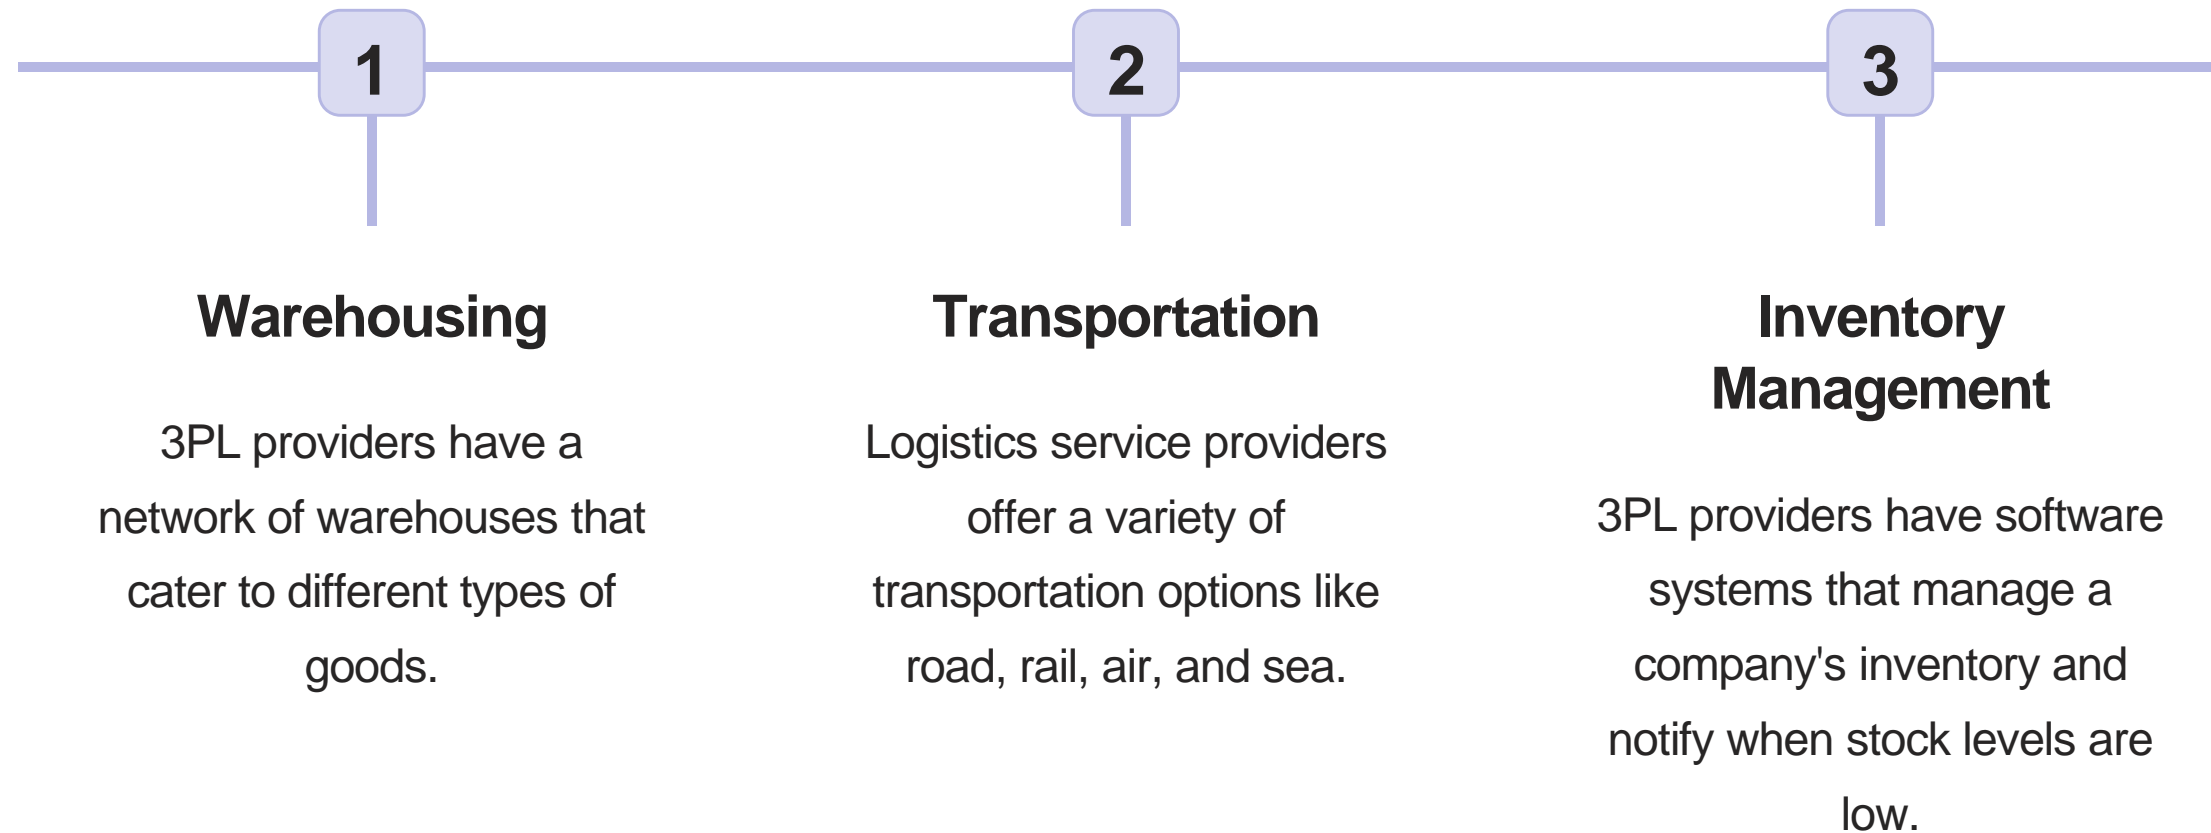 1
2
3
Warehousing
3PL providers have a
network of warehouses that
cater to different types of
goods.
Transportation
Logistics service providers
offer a variety of
transportation options like
road, rail, air, and sea.
Inventory
Management
3PL providers have software
systems that manage a
company's inventory and
notify when stock levels are
low.